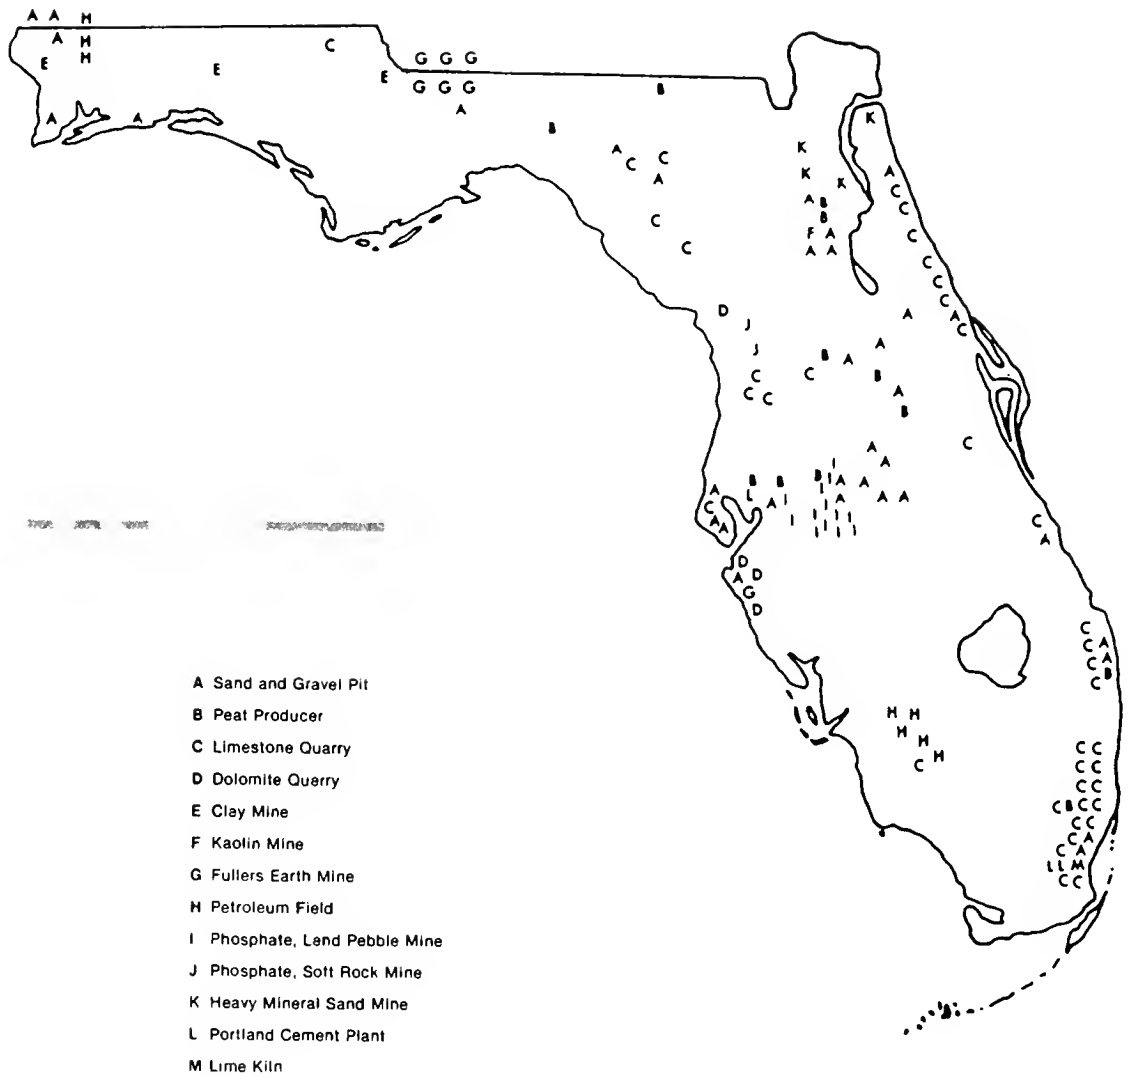 A A H
A H
H
C
E
E
E
G G G
G G G
A
A
A
B
B
A
C
C
A
C
C
K
K
K
K
A
B
B
F
A
A
A
A
C
C
C
C
C
C
A
C
A
D
J
J
C
C
C
C
B
A
A
B
A
B
C
A
A
I
B
B
B
I
A
A
A
A
I
A
L
A
I
C
A
A
I
I
I
I
I
I
I
I
I
I
C
A
D
A
D
G
D
C
C
A
C
A
B
C
H H
H
H
H
C
C C
C C
C C
C B C C
C C
C A
C A
L L M
C C
A Sand and Gravel Pit
B Peat Producer
C Limestone Quarry
D Dolomite Querry
E Clay Mine
F Kaolin Mine
G Fullers Earth Mine
H Petroleum Field
I Phosphate, Land Pebble Mine
J Phosphate, Soft Rock Mine
K Heavy Mineral Sand Mine
L Portland Cement Plant
M Lime Kiln